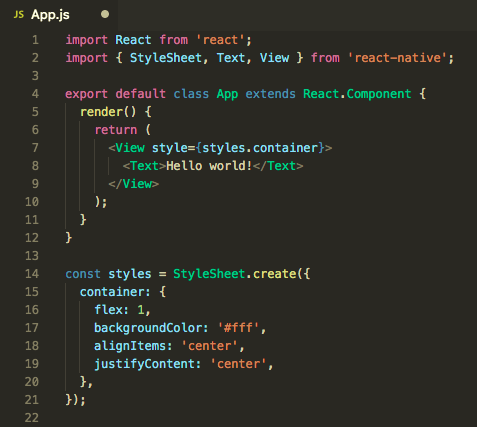 JS App.js
1 import React from 'react';
2 import { StyleSheet, Text, View } from 'react-native';
3
4 export default class App extends React.Component {
5   render() {
6     return (
7       <View style={styles.container}>
8         <Text>Hello world!</Text>
9       </View>
10     );
11   }
12 }
13
14 const styles = StyleSheet.create({
15   container: {
16     flex: 1,
17     backgroundColor: '#fff',
18     alignItems: 'center',
19     justifyContent: 'center',
20   },
21 });
22